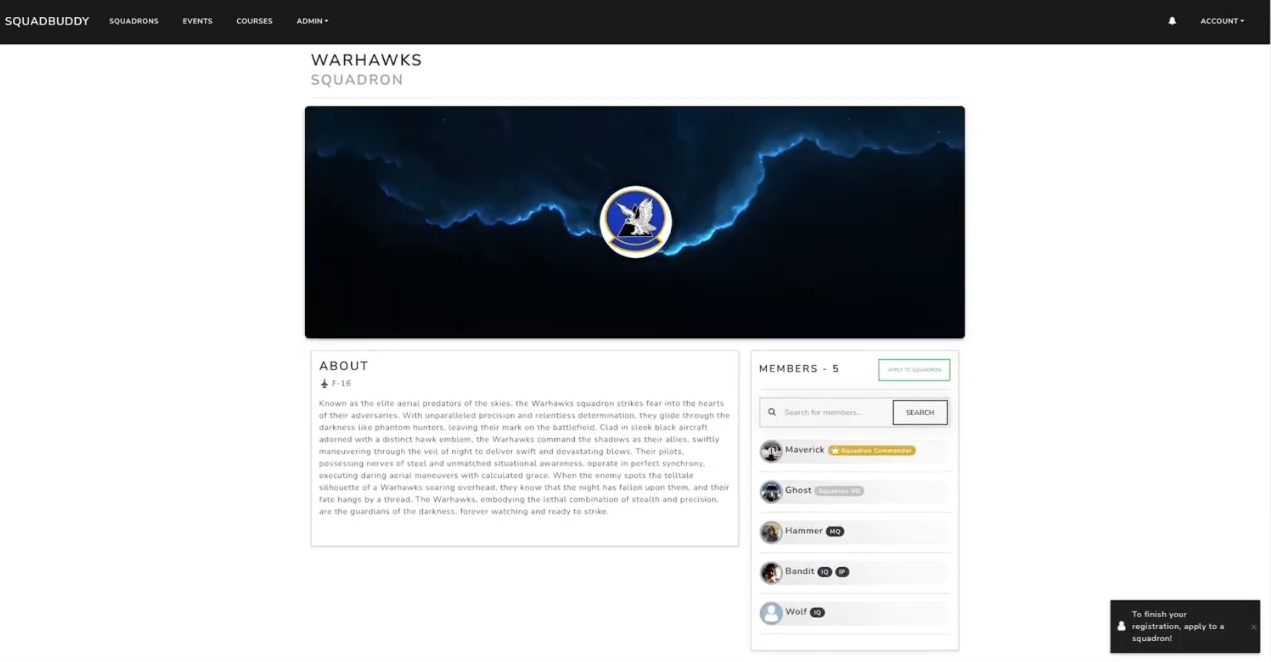 SQUADBUDDY SQUADRONS EVENTS COURSES ADMIN ACCOUNT
WARHAWKS
SQUADRON
ABOUT
F-16
Known as the elite aerial predators of the skies, the Warhawks squadron strikes fear into the hearts
of their adversaries. With unparalleled precision and relentless determination, they glide through the
darkness like phantom hunters, leaving their mark on the battlefield. Clad in sleek black aircraft
adorned with a distinct hawk emblem, the Warhawks command the shadows as their allies, swiftly
maneuvering through the veil of night to deliver swift and devastating blows. Their pilots,
possessing nerves of steel and unmatched situational awareness, operate in perfect synchrony,
executing daring aerial maneuvers with calculated grace. When the enemy spots the telltale
silhouette of a Warhawks soaring overhead, they know that the night has fallen upon them, and their
fate hangs by a thread. The Warhawks, embodying the lethal combination of stealth and precision,
are the guardians of the darkness, forever watching and ready to strike.
MEMBERS - 5 APPLY TO SQUADRON
Search for members... SEARCH
Maverick Squadron Commander
Ghost Squadron XO
Hammer MQ
Bandit IQ IP
Wolf IQ
To finish your
registration, apply to a
squadron!